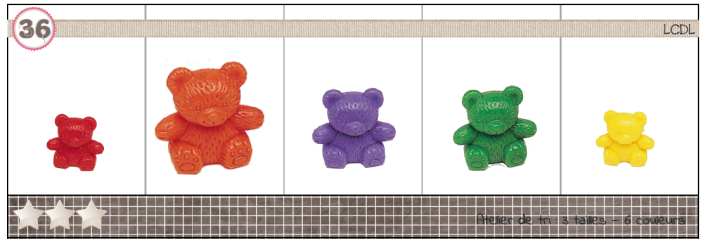 36
LCDL
Atelier de tri 3 tailles - 6 couleurs